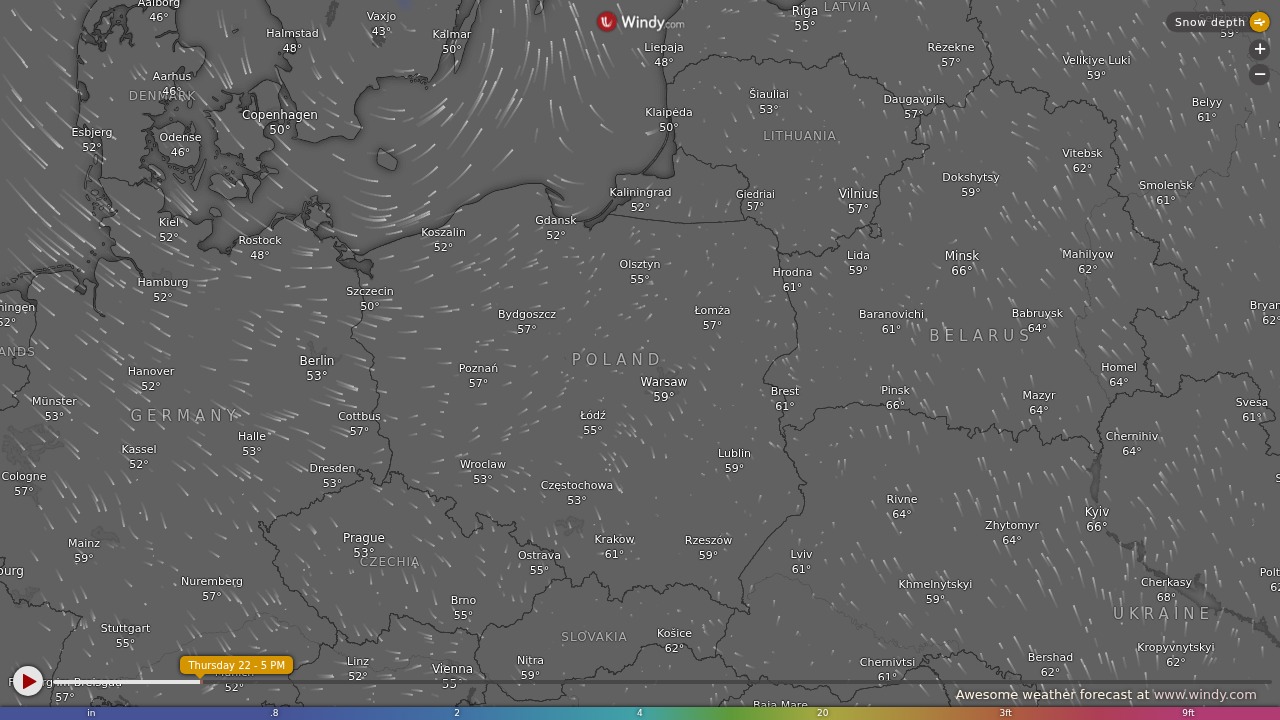 Aalborg
46°
Vaxjo
43°
Halmstad
48°
Kalmar
50°
Windy.com
Riga
55°
LATVIA
Snow depth
59°
Liepaja
48°
Rēzekne
57°
Velikiye Luki
59°
+
−
Aarhus
46°
DENMARK
Copenhagen
50°
Klaipėda
50°
Šiauliai
53°
Daugavpils
57°
Belyy
61°
Esbjerg
52°
Odense
46°
LITHUANIA
Vitebsk
62°
Kaliningrad
52°
Giedriai
57°
Vilnius
57°
Dokshytsy
59°
Smolensk
61°
Kiel
52°
Rostock
48°
Koszalin
52°
Gdansk
52°
Olsztyn
55°
Hrodna
61°
Lida
59°
Minsk
66°
Mahilyow
62°
Hamburg
52°
Szczecin
50°
Bydgoszcz
57°
Łomża
57°
Baranovichi
61°
Babruysk
64°
BELARUS
52°
62°
ANDS
Hanover
52°
Berlin
53°
Poznań
57°
POLAND
Warsaw
59°
Brest
61°
Pinsk
66°
Mazyr
64°
Homel
64°
Münster
53°
GERMANY
Cottbus
57°
Łódź
55°
Svesa
61°
Kassel
52°
Halle
53°
Lublin
59°
Chernihiv
64°
Cologne
57°
Dresden
53°
Wroclaw
53°
Częstochowa
53°
Rivne
64°
Kyiv
66°
Mainz
59°
Prague
53°
CZECHIA
Ostrava
55°
Krakow
61°
Rzeszów
59°
Lviv
61°
Zhytomyr
64°
Nuremberg
57°
Brno
55°
Khmelnytskyi
59°
Cherkasy
68°
UKRAINE
Stuttgart
55°
SLOVAKIA
Košice
62°
Kropyvnytskyi
62°
Thursday 22 - 5 PM
Linz
52°
Vienna
55°
Nitra
59°
Chernivtsi
61°
Bershad
62°
57°
52°
Awesome weather forecast at www.windy.com
Baia Mare
in .8 2 4 20 3ft 9ft